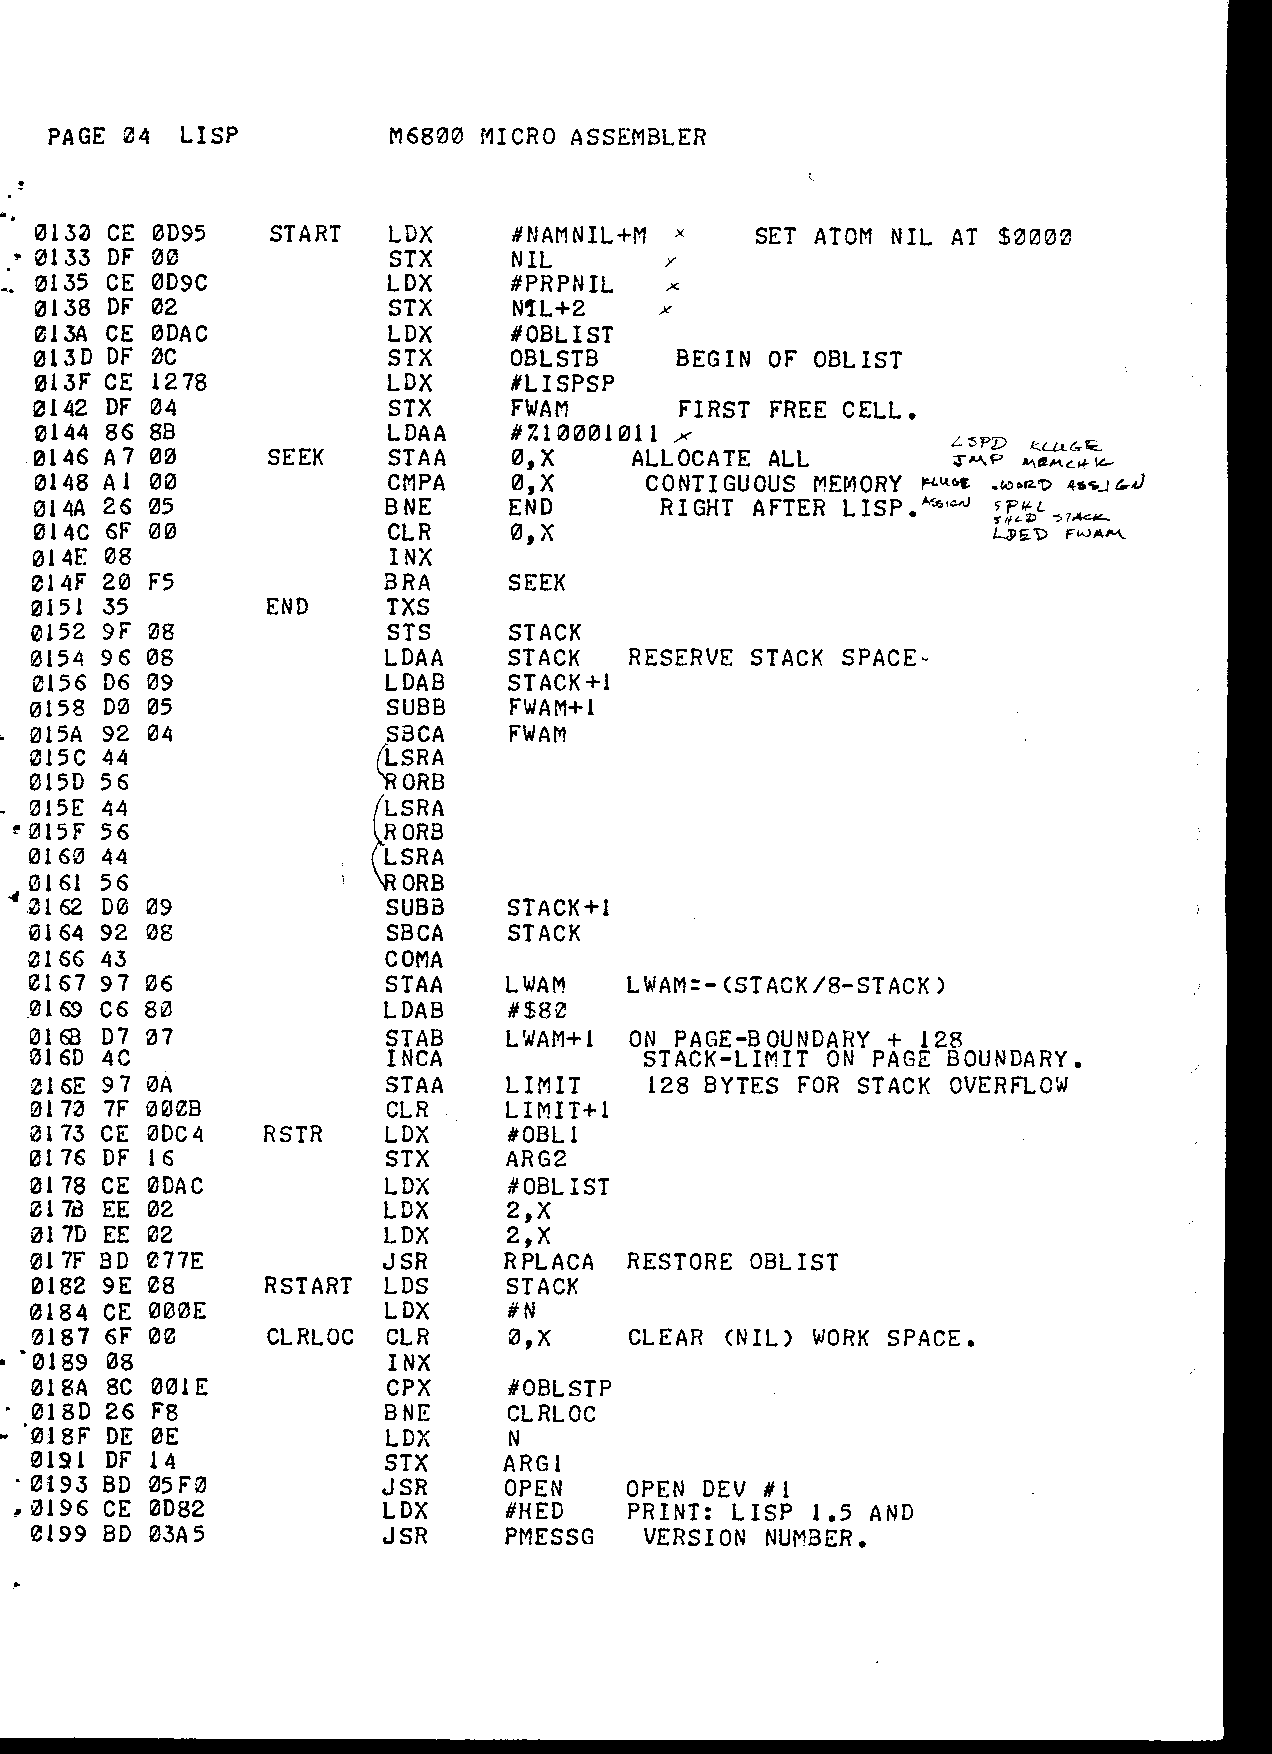 PAGE 04 LISP M6800 MICRO ASSEMBLER
0130 CE 0D95 START LDX #NAMNIL+M × SET ATOM NIL AT $0000
0133 DF 00 STX NIL ×
0135 CE 0D9C LDX #PRPNIL ×
0138 DF 02 STX NIL+2 ×
013A CE 0DAC LDX #OBLIST
013D DF 0C STX OBLSTB BEGIN OF OBLIST
013F CE 1278 LDX #LISPSP
0142 DF 04 STX FWAM FIRST FREE CELL.
0144 86 8B LDAA #%10001011 ×
LSPD KLUGE
0146 A7 00 SEEK STAA 0,X ALLOCATE ALL JMP MEMCHK
0148 A1 00 CMPA 0,X CONTIGUOUS MEMORY KLUGE .WORD ASSIGN
014A 26 05 BNE END RIGHT AFTER LISP. ASSIGN SPHL
SHLD STACK
014C 6F 00 CLR 0,X LDED FWAM
014E 08 INX
014F 20 F5 BRA SEEK
0151 35 END TXS
0152 9F 08 STS STACK
0154 96 08 LDAA STACK RESERVE STACK SPACE-
0156 D6 09 LDAB STACK+1
0158 D0 05 SUBB FWAM+1
015A 92 04 SBCA FWAM
015C 44 LSRA
015D 56 RORB
015E 44 LSRA
015F 56 RORB
0160 44 LSRA
0161 56 RORB
0162 D0 09 SUBB STACK+1
0164 92 08 SBCA STACK
0166 43 COMA
0167 97 06 STAA LWAM LWAM=-(STACK/8-STACK)
0169 C6 80 LDAB #$80
016B D7 07 STAB LWAM+1 ON PAGE-BOUNDARY + 128
016D 4C INCA STACK-LIMIT ON PAGE BOUNDARY.
016E 97 0A STAA LIMIT 128 BYTES FOR STACK OVERFLOW
0170 7F 000B CLR LIMIT+1
0173 CE 0DC4 RSTR LDX #OBL1
0176 DF 16 STX ARG2
0178 CE 0DAC LDX #OBLIST
017B EE 02 LDX 2,X
017D EE 02 LDX 2,X
017F BD 077E JSR RPLACA RESTORE OBLIST
0182 9E 08 RSTART LDS STACK
0184 CE 000E LDX #N
0187 6F 00 CLRLOC CLR 0,X CLEAR (NIL) WORK SPACE.
0189 08 INX
018A 8C 001E CPX #OBLSTP
018D 26 F8 BNE CLRLOC
018F DE 0E LDX N
0191 DF 14 STX ARG1
0193 BD 05F0 JSR OPEN OPEN DEV #1
0196 CE 0D82 LDX #HED PRINT: LISP 1.5 AND
0199 BD 03A5 JSR PMESSG VERSION NUMBER.